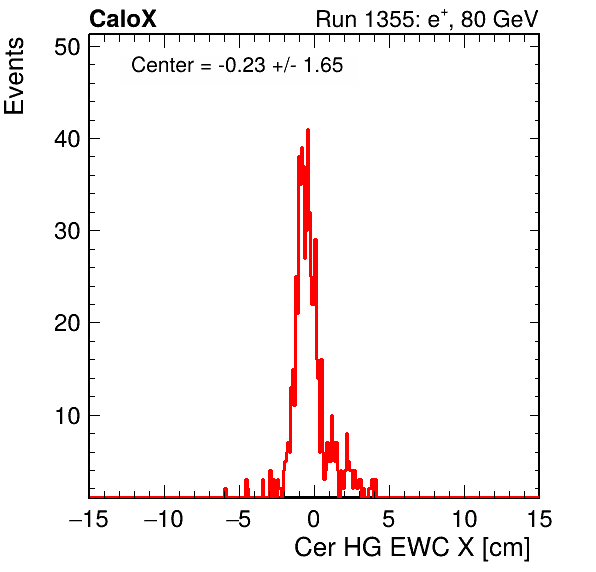 CaloX Run 1355: e⁺, 80 GeV
Events
Center = -0.23 +/- 1.65
50
40
30
20
10
−15 −10 −5 0 5 10 15
Cer HG EWC X [cm]